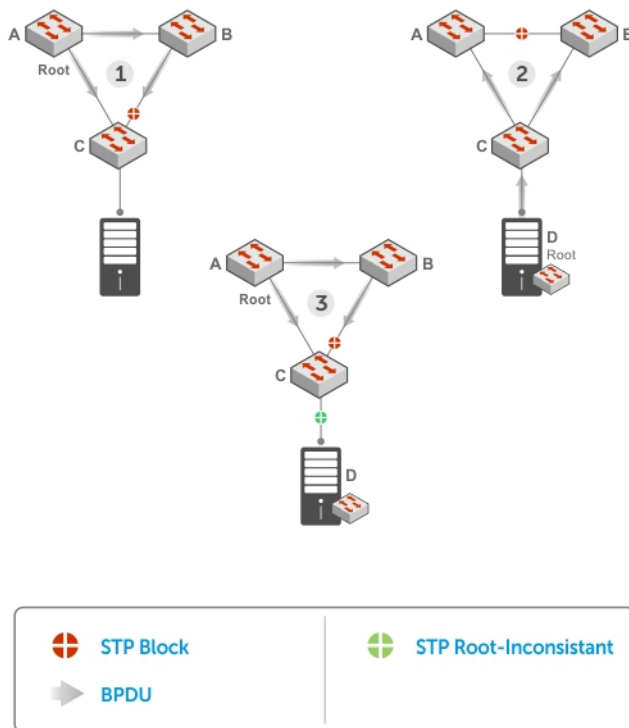 A
B
Root
1
C
A
B
2
C
D
Root
A
B
Root
3
C
D
STP Block
STP Root-Inconsistant
BPDU